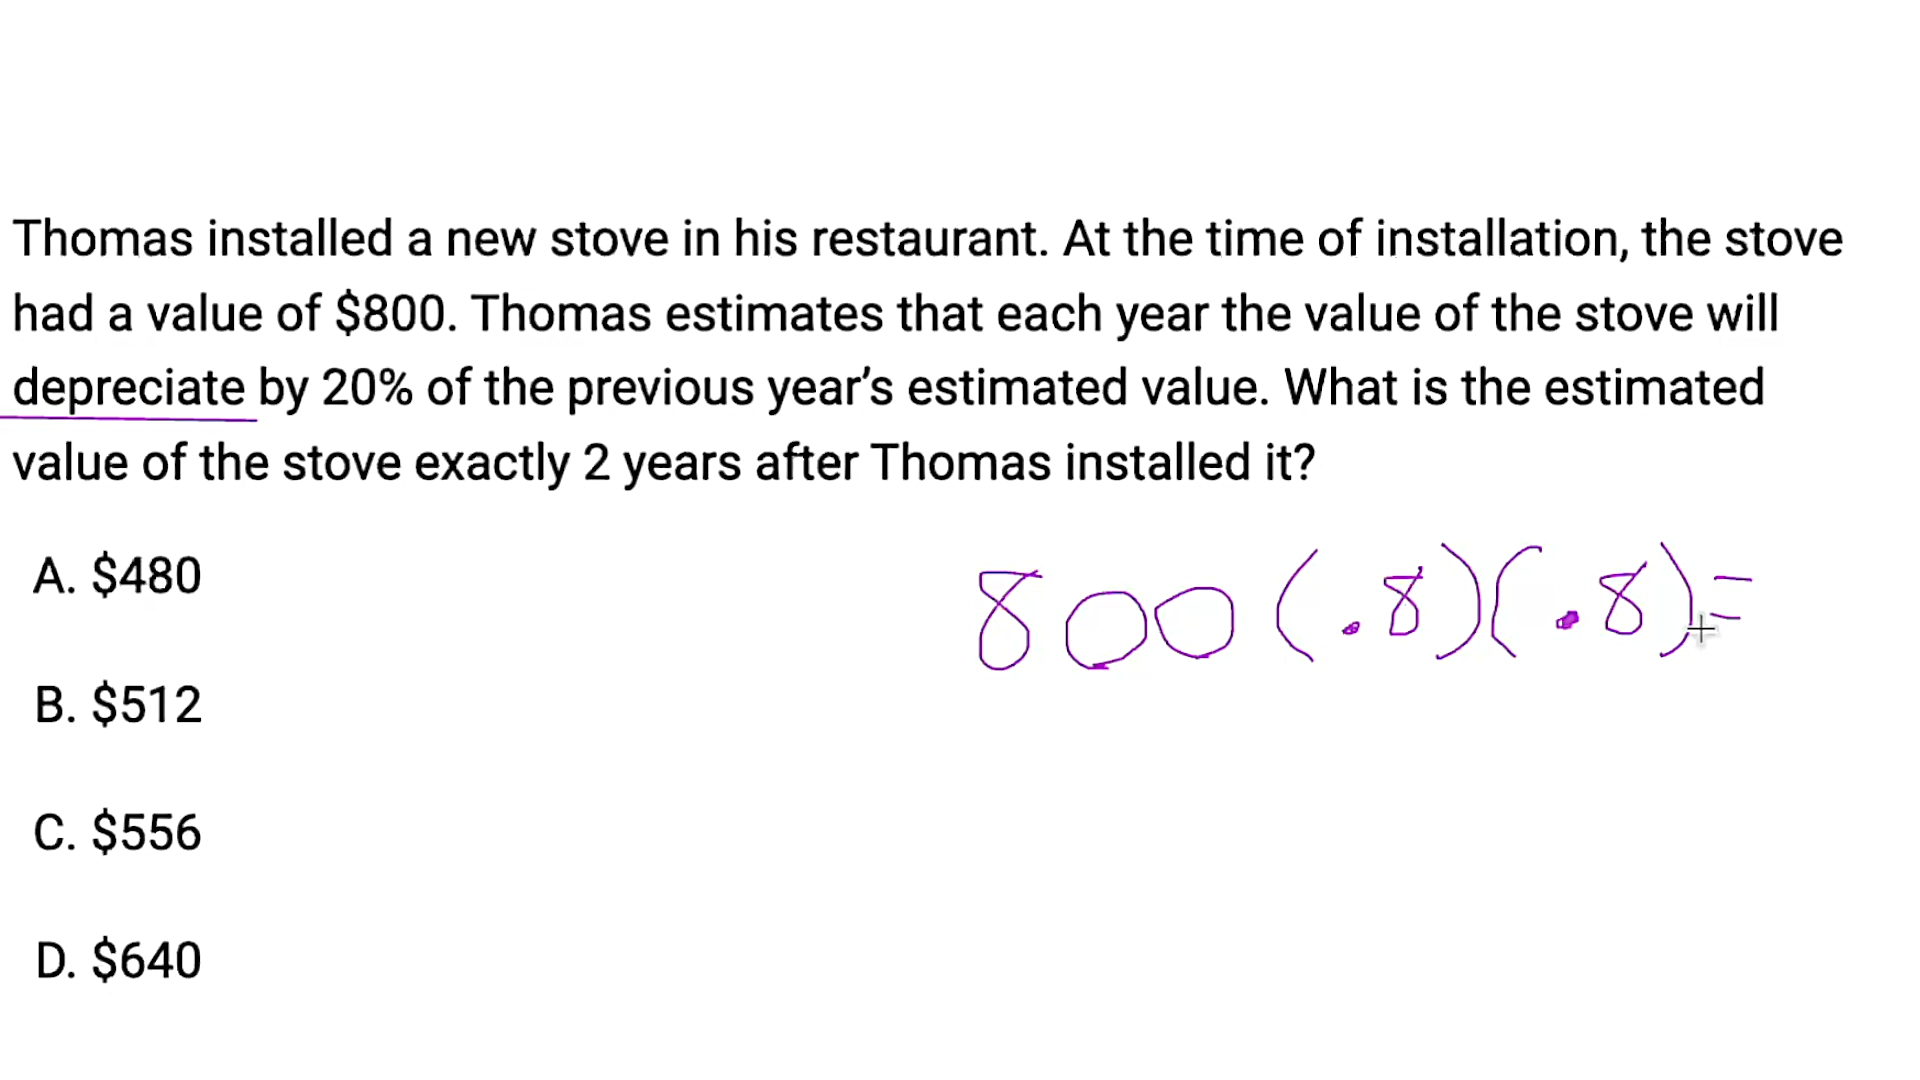 Thomas installed a new stove in his restaurant. At the time of installation, the stove
had a value of $800. Thomas estimates that each year the value of the stove will
depreciate by 20% of the previous year’s estimated value. What is the estimated
value of the stove exactly 2 years after Thomas installed it?
A. $480
800(.8)(.8)=
B. $512
C. $556
D. $640